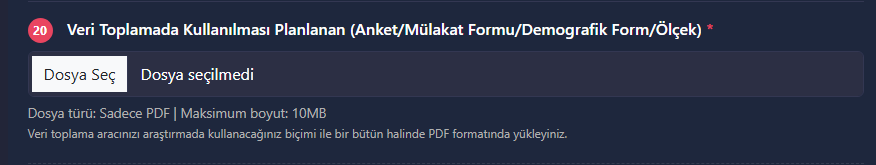 20 Veri Toplamada Kullanılması Planlanan (Anket/Mülakat Formu/Demografik Form/Ölçek) *
Dosya Seç Dosya seçilmedi
Dosya türü: Sadece PDF | Maksimum boyut: 10MB
Veri toplama aracınızı araştırmada kullanacağınız biçimi ile bir bütün halinde PDF formatında yükleyiniz.